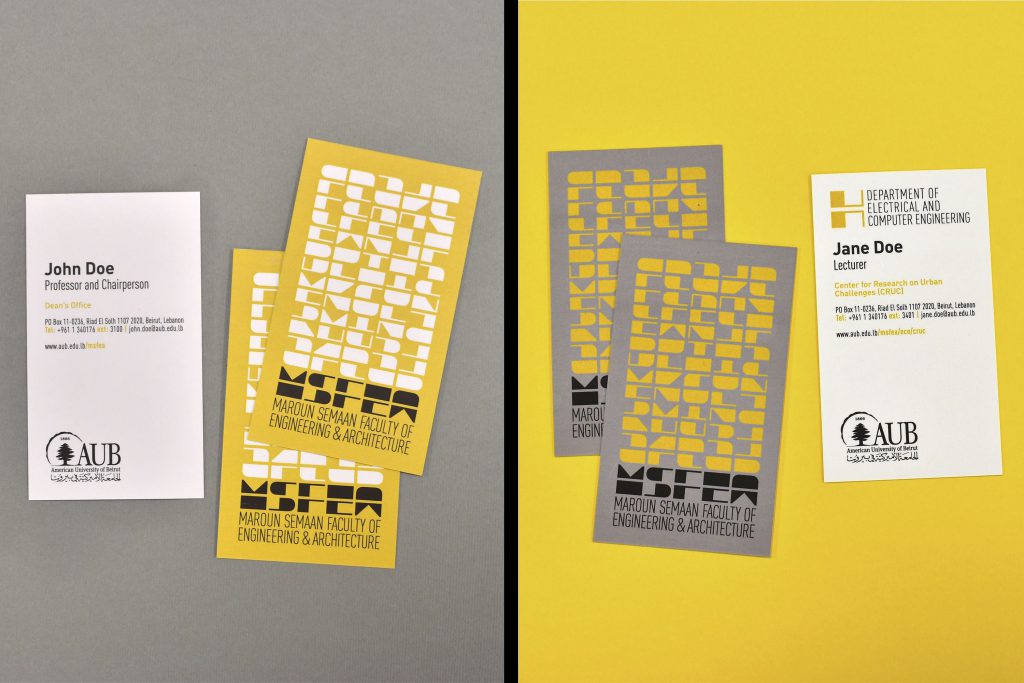 John Doe
Professor and Chairperson
Dean's Office
PO Box 11-0236, Riad El Solh 1107 2020, Beirut, Lebanon
Tel: +961 1 340176 ext: 3100 | john.doe@aub.edu.lb
www.aub.edu.lb/msfea
1866
AUB
American University of Beirut
الجامعة الأميركية في بيروت
MSFEA
MSFEA
MAROUN SEMAAN FACULTY OF
ENGINEERING & ARCHITECTURE
MSFEA
MSFEA
MAROUN SEMAAN FACULTY OF
ENGINEERING & ARCHITECTURE
MAROU
ENGINE
MSFEA
MSFEA
MAROUN SEMAAN FACULTY OF
ENGINEERING & ARCHITECTURE
DEPARTMENT OF
ELECTRICAL AND
COMPUTER ENGINEERING
Jane Doe
Lecturer
Center for Research on Urban
Challenges (CRUC)
PO Box 11-0236, Riad El Solh 1107 2020, Beirut, Lebanon
Tel: +961 1 340176 ext: 3401 | jane.doe@aub.edu.lb
www.aub.edu.lb/msfea/ece/cruc
1866
AUB
American University of Beirut
الجامعة الأميركية في بيروت